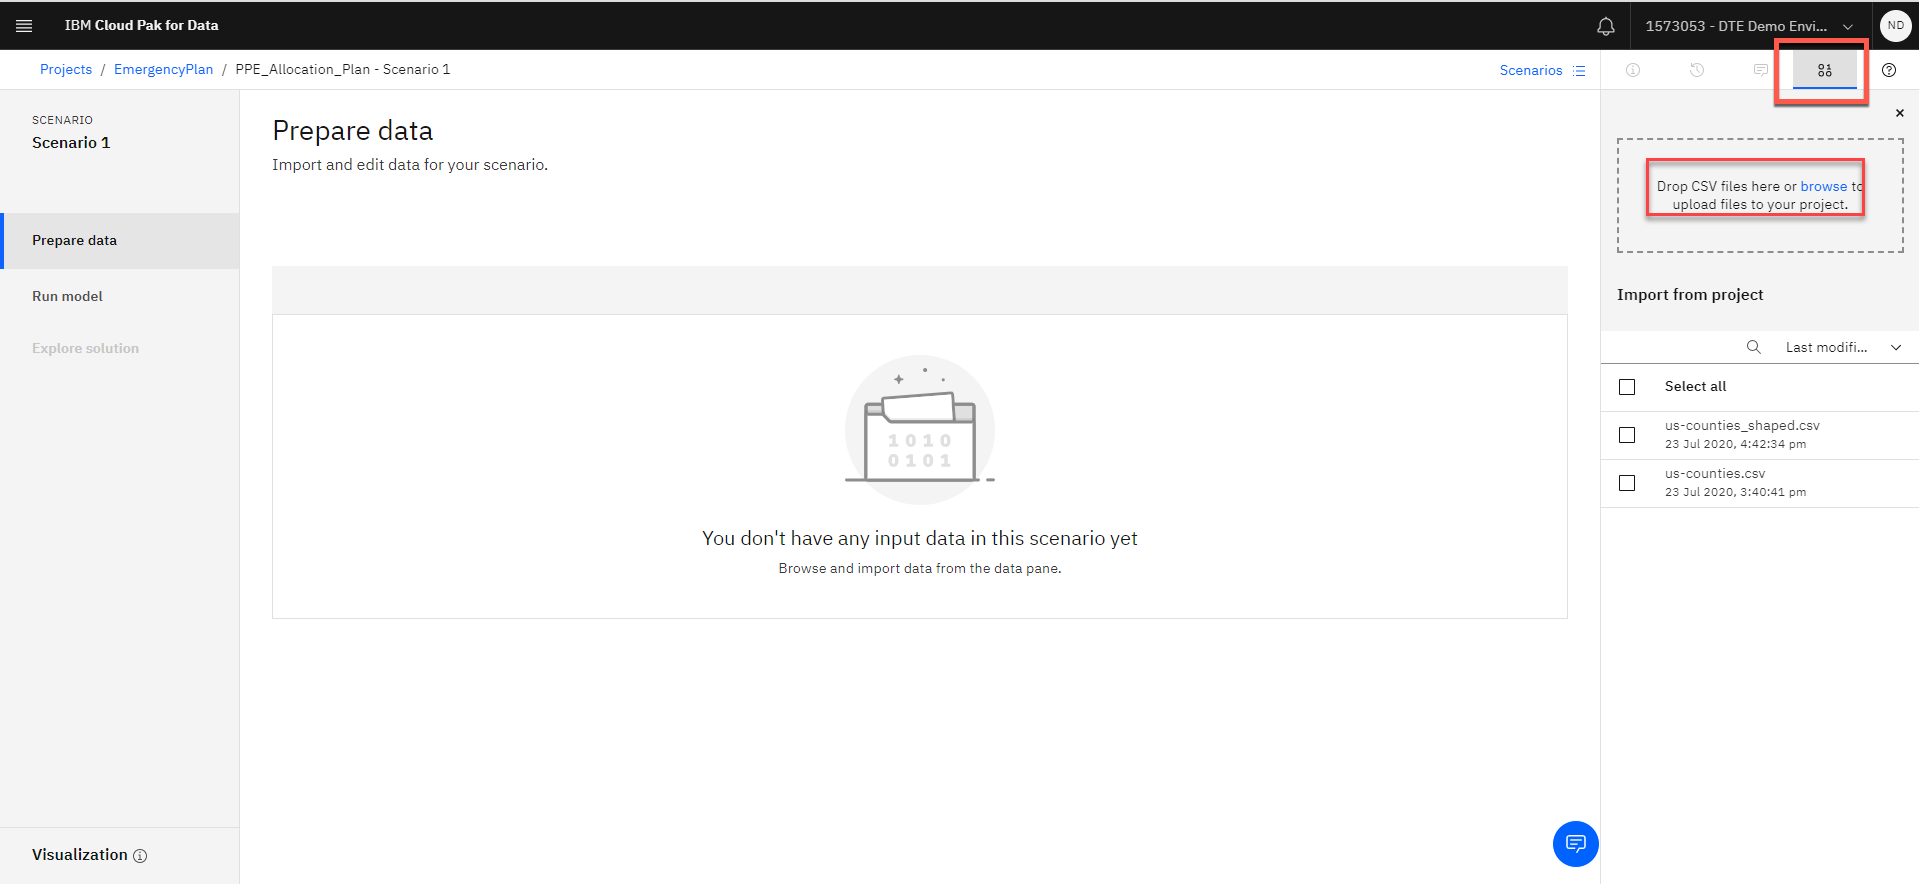 IBM Cloud Pak for Data
1573053 - DTE Demo Envi...
ND
Projects / EmergencyPlan / PPE_Allocation_Plan - Scenario 1
Scenarios
SCENARIO
Scenario 1
Prepare data
Run model
Explore solution
Visualization
Prepare data
Import and edit data for your scenario.
1010
0101
You don't have any input data in this scenario yet
Browse and import data from the data pane.
Drop CSV files here or browse to
upload files to your project.
Import from project
Last modifi...
Select all
us-counties_shaped.csv
23 Jul 2020, 4:42:34 pm
us-counties.csv
23 Jul 2020, 3:40:41 pm